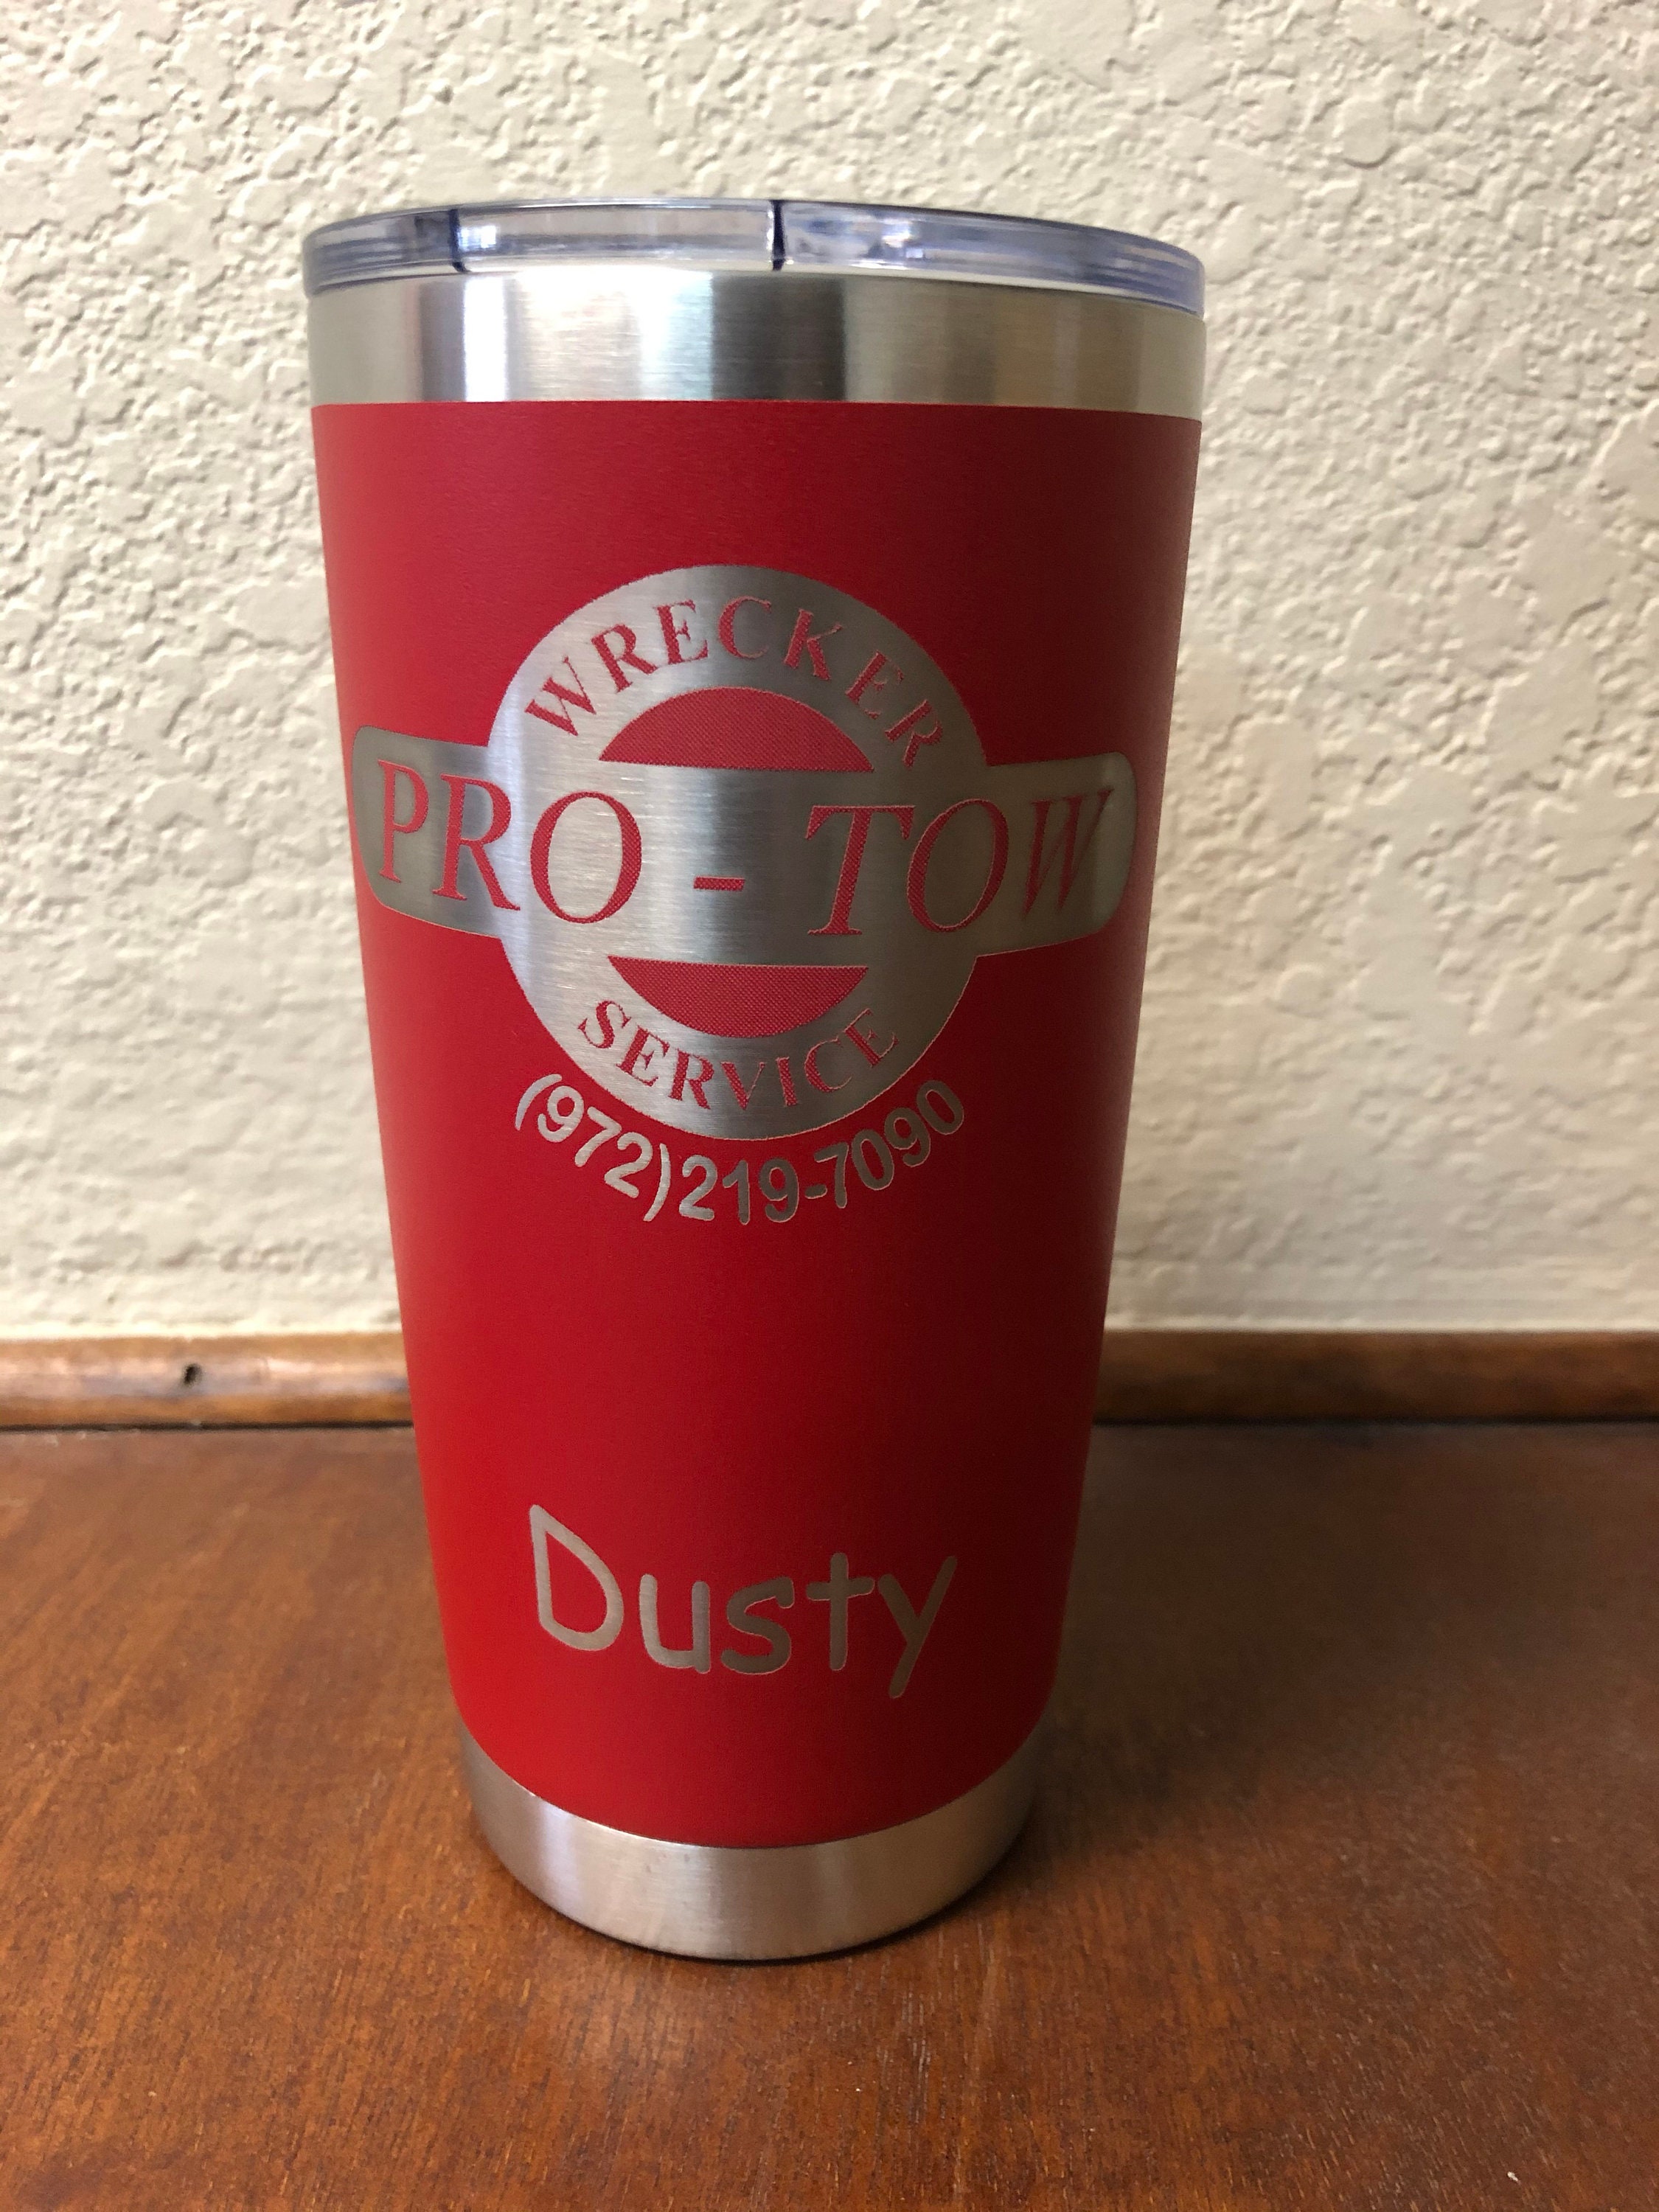 WRECKER
PRO - TOW
SERVICE
(972)219-7090
Dusty